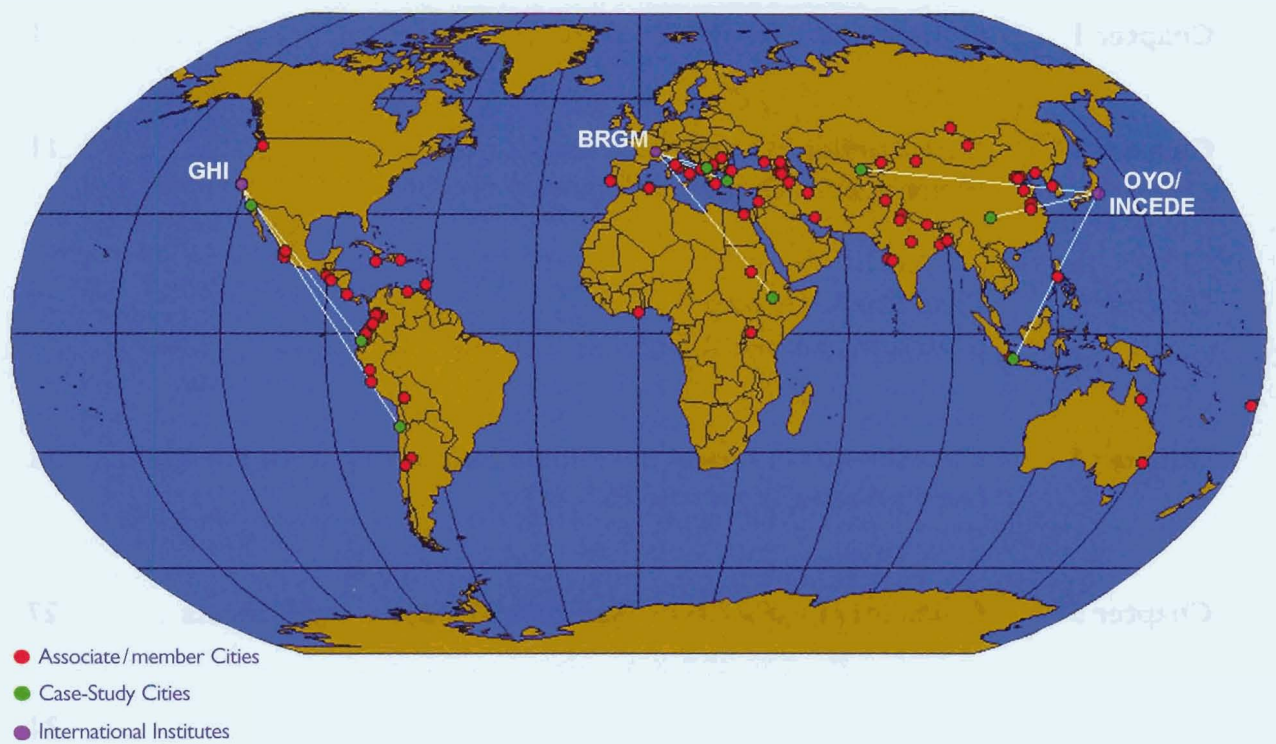 GHI
BRGM
OYO/
INCEDE
Associate/member Cities
Case-Study Cities
International Institutes